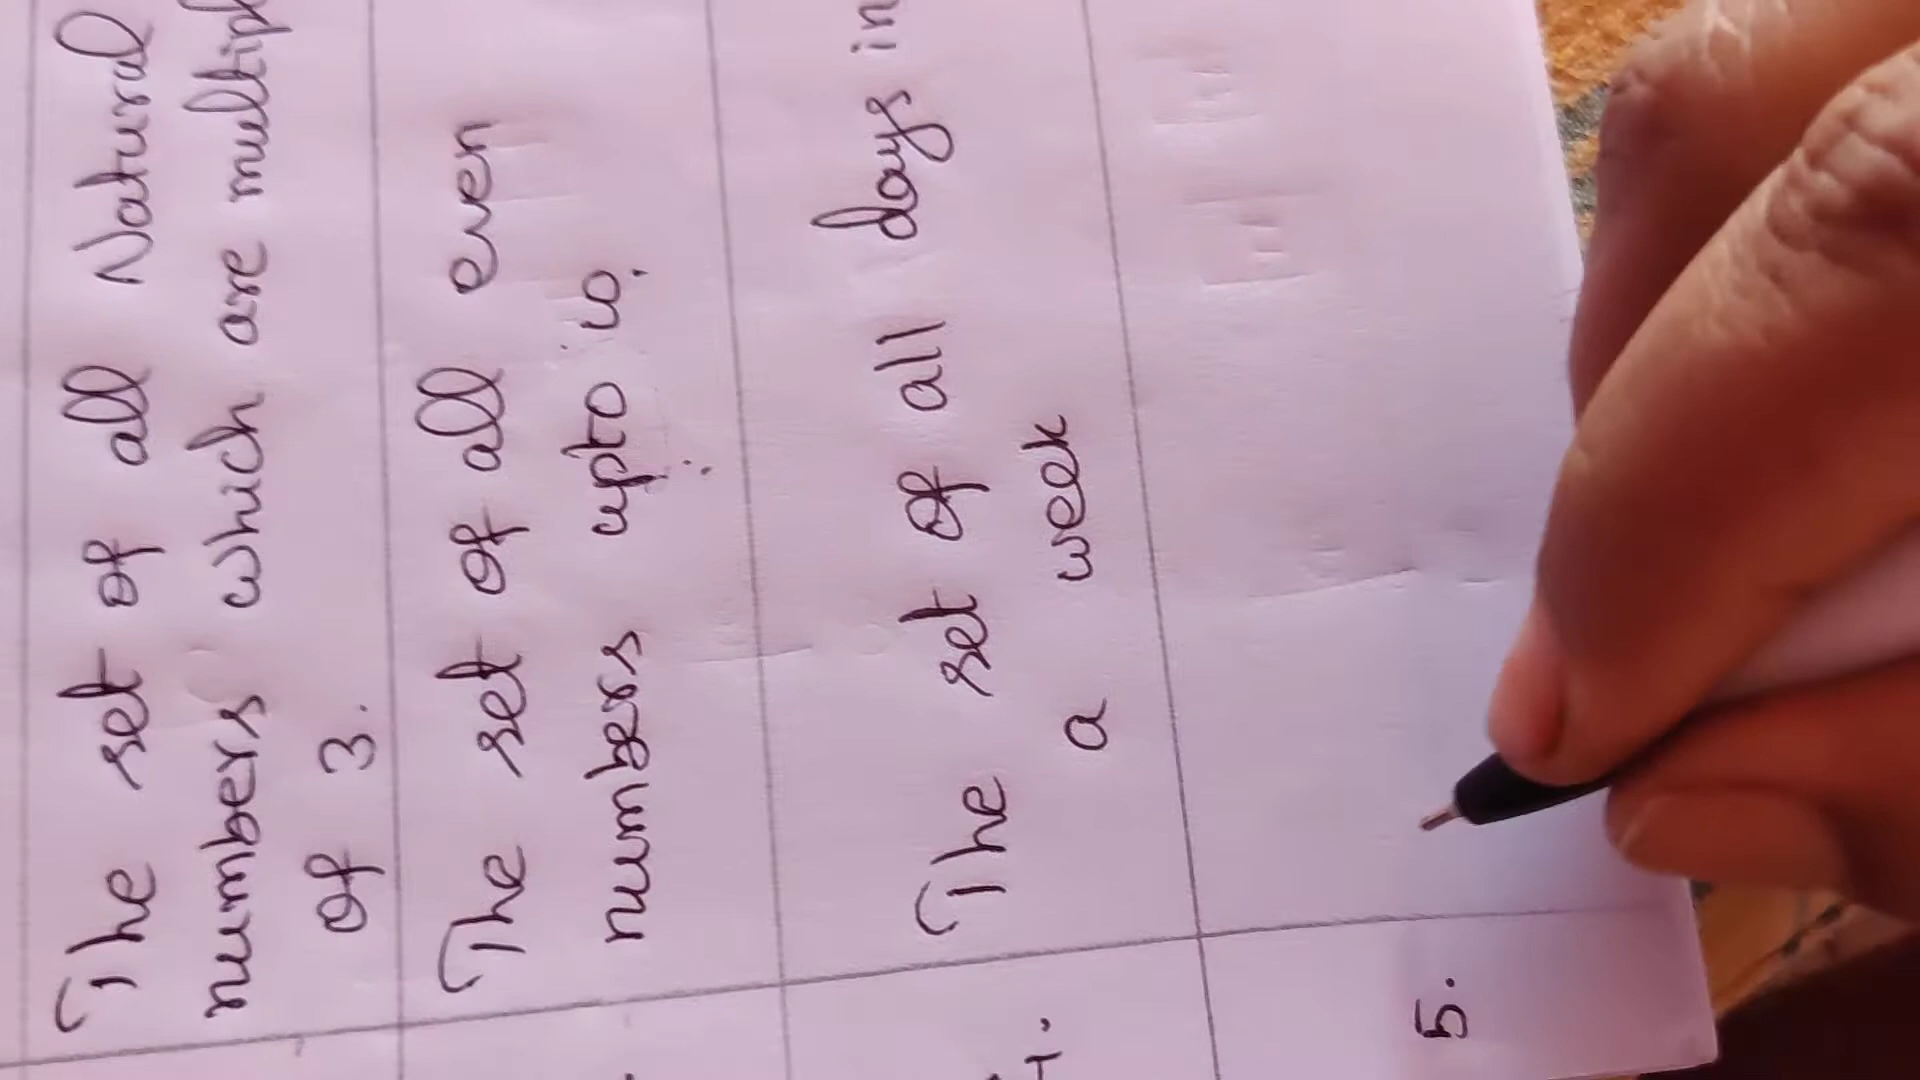 The set of all Natural
numbers which are
of 3.
The set of all even
numbers upto 10.
4.
The set of all days in
a week
5.